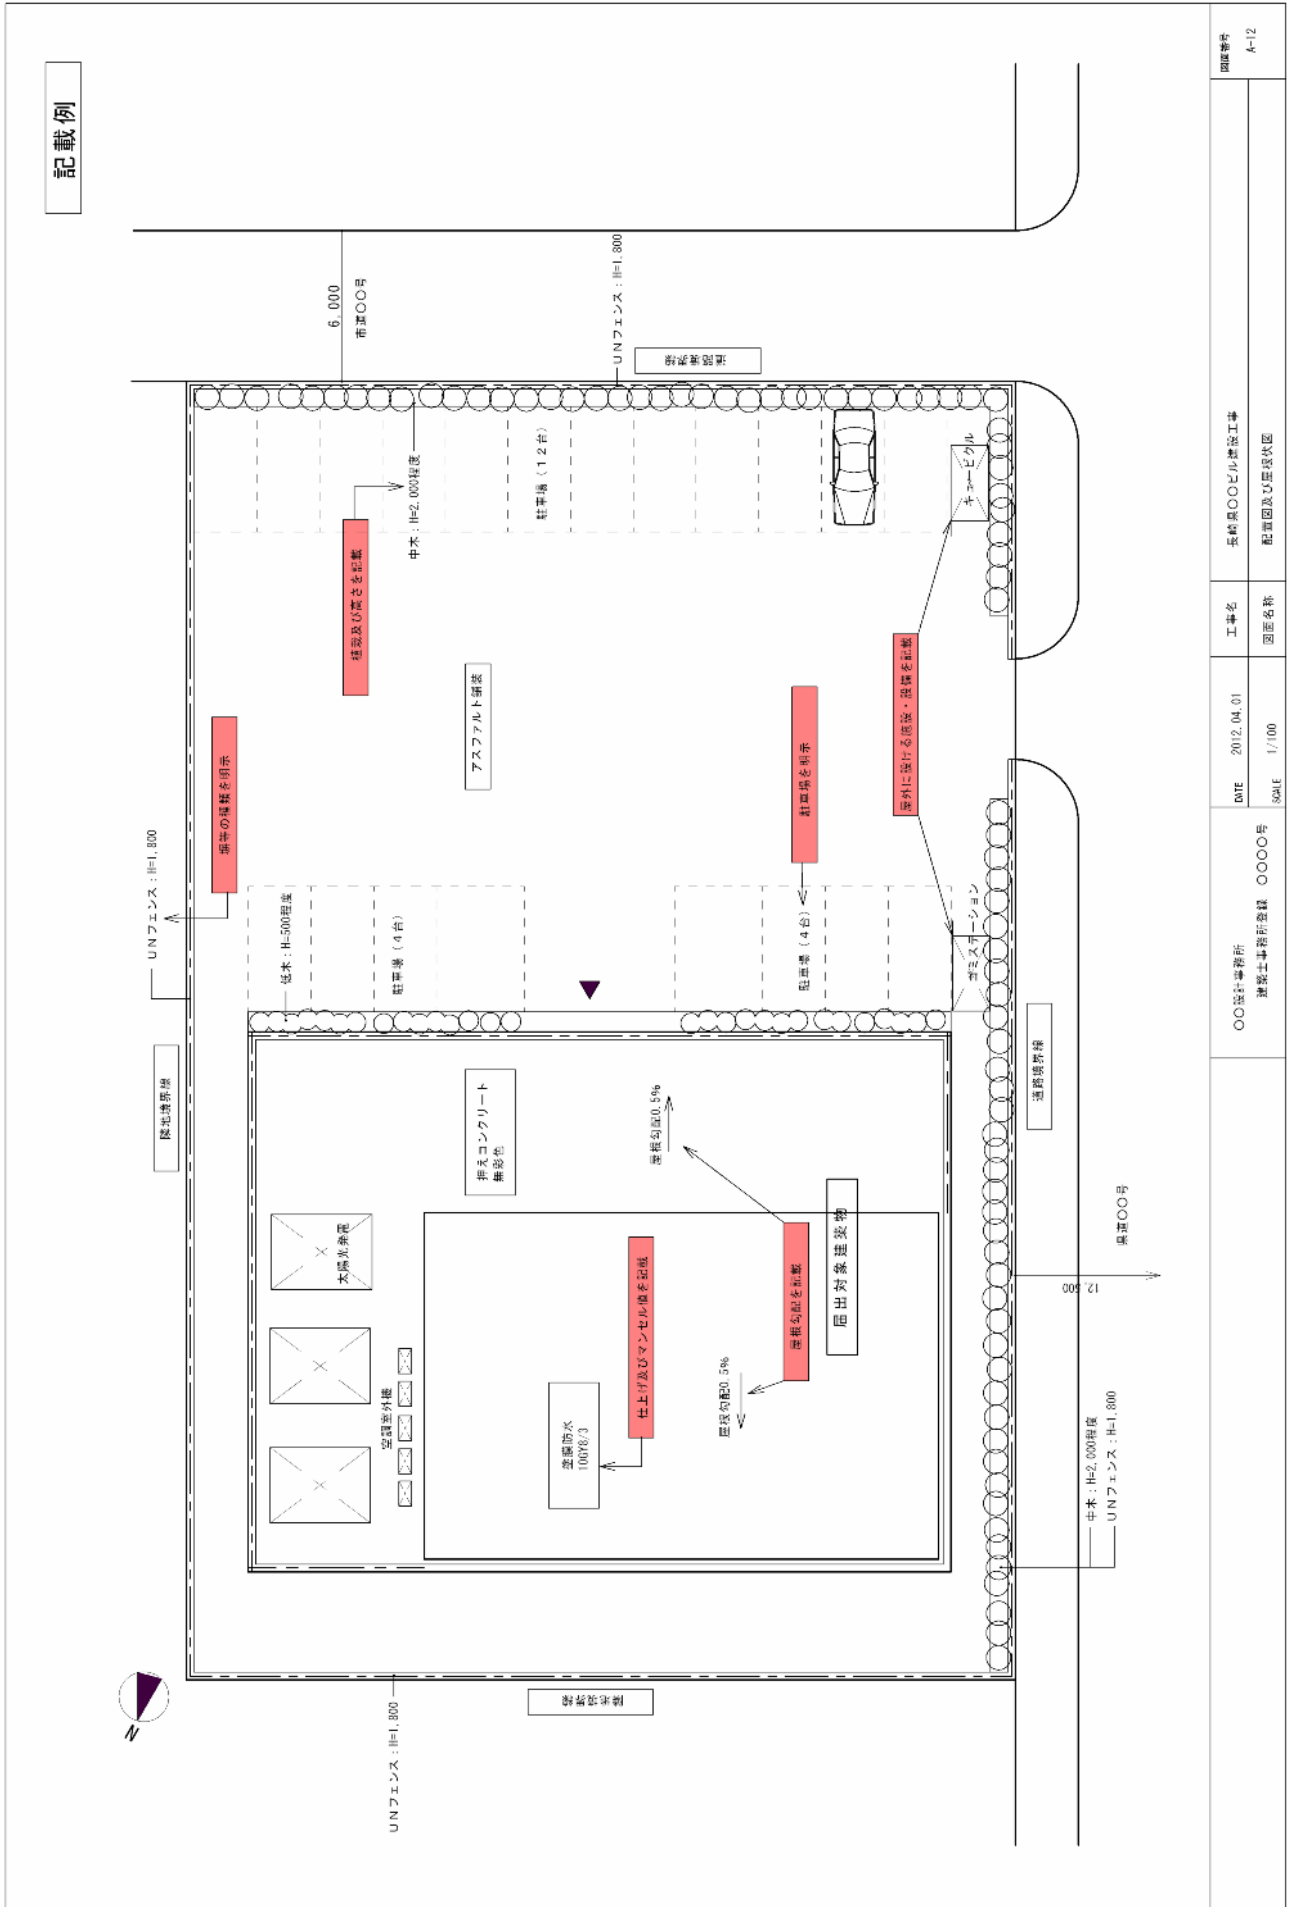 記載例
6,000
市道〇〇号
UNフェンス：H=1,800
道路境界線
中木：H=2,000程度
植栽及び高さを記載
駐車場（12台）
キュービクル
塀等の種類を明示
UNフェンス：H=1,800
アスファルト舗装
駐車場を明示
屋外に設ける施設・設備を記載
低木：H=500程度
駐車場（4台）
駐車場（4台）
ゴミステーション
隣地境界線
道路境界線
押えコンクリート
無彩色
屋根勾配0.5%
太陽光発電
空調室外機
仕上げ及びマンセル値を記載
屋根勾配を記載
届出対象建築物
塗膜防水
10GY8/3
屋根勾配0.5%
12,500
県道〇〇号
中木：H=2,000程度
UNフェンス：H=1,800
隣地境界線
UNフェンス：H=1,800
N
〇〇設計事務所
建築士事務所登録 〇〇〇〇号
DATE 2012.04.01
SCALE 1/100
工事名 長崎県〇〇ビル建設工事
図面名称 配置図及び屋根伏図
図面番号
A-12